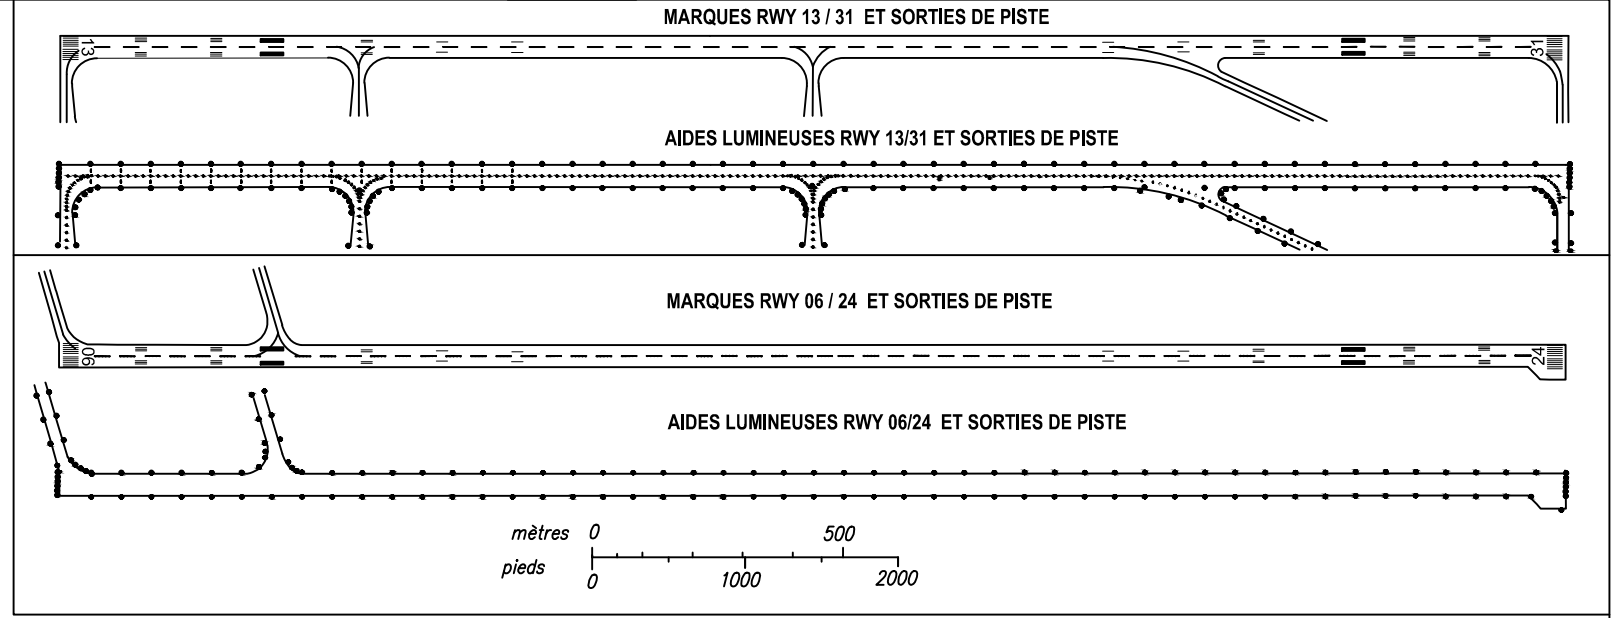 MARQUES RWY 13 / 31 ET SORTIES DE PISTE
13
31
AIDES LUMINEUSES RWY 13/31 ET SORTIES DE PISTE
MARQUES RWY 06 / 24 ET SORTIES DE PISTE
06
24
AIDES LUMINEUSES RWY 06/24 ET SORTIES DE PISTE
mètres 0 500
pieds
0 1000 2000